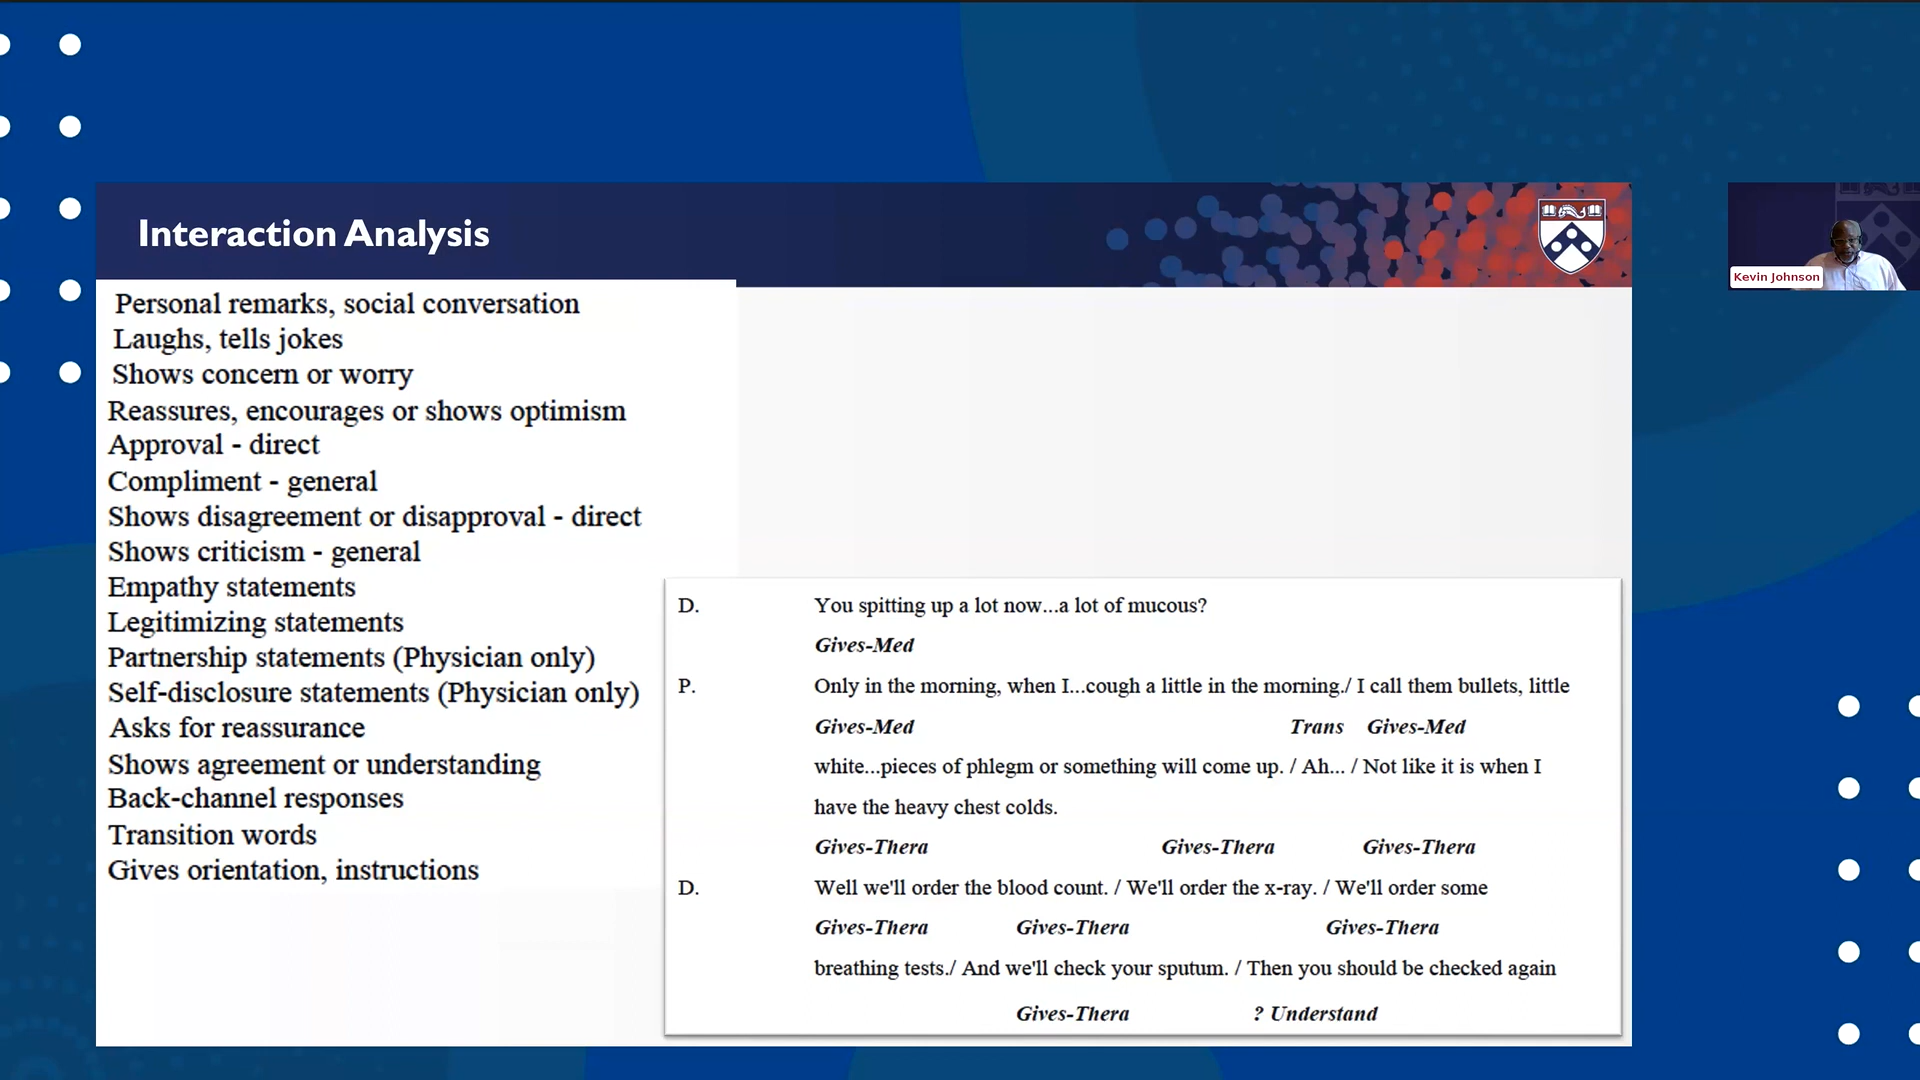 Interaction Analysis
Kevin Johnson
Personal remarks, social conversation
Laughs, tells jokes
Shows concern or worry
Reassures, encourages or shows optimism
Approval - direct
Compliment - general
Shows disagreement or disapproval - direct
Shows criticism - general
Empathy statements
Legitimizing statements
Partnership statements (Physician only)
Self-disclosure statements (Physician only)
Asks for reassurance
Shows agreement or understanding
Back-channel responses
Transition words
Gives orientation, instructions
D. You spitting up a lot now...a lot of mucous?
Gives-Med
P. Only in the morning, when I...cough a little in the morning./ I call them bullets, little
Gives-Med Trans Gives-Med
white...pieces of phlegm or something will come up. / Ah... / Not like it is when I
have the heavy chest colds.
Gives-Thera Gives-Thera Gives-Thera
D. Well we'll order the blood count. / We'll order the x-ray. / We'll order some
Gives-Thera Gives-Thera Gives-Thera
breathing tests./ And we'll check your sputum. / Then you should be checked again
Gives-Thera ? Understand